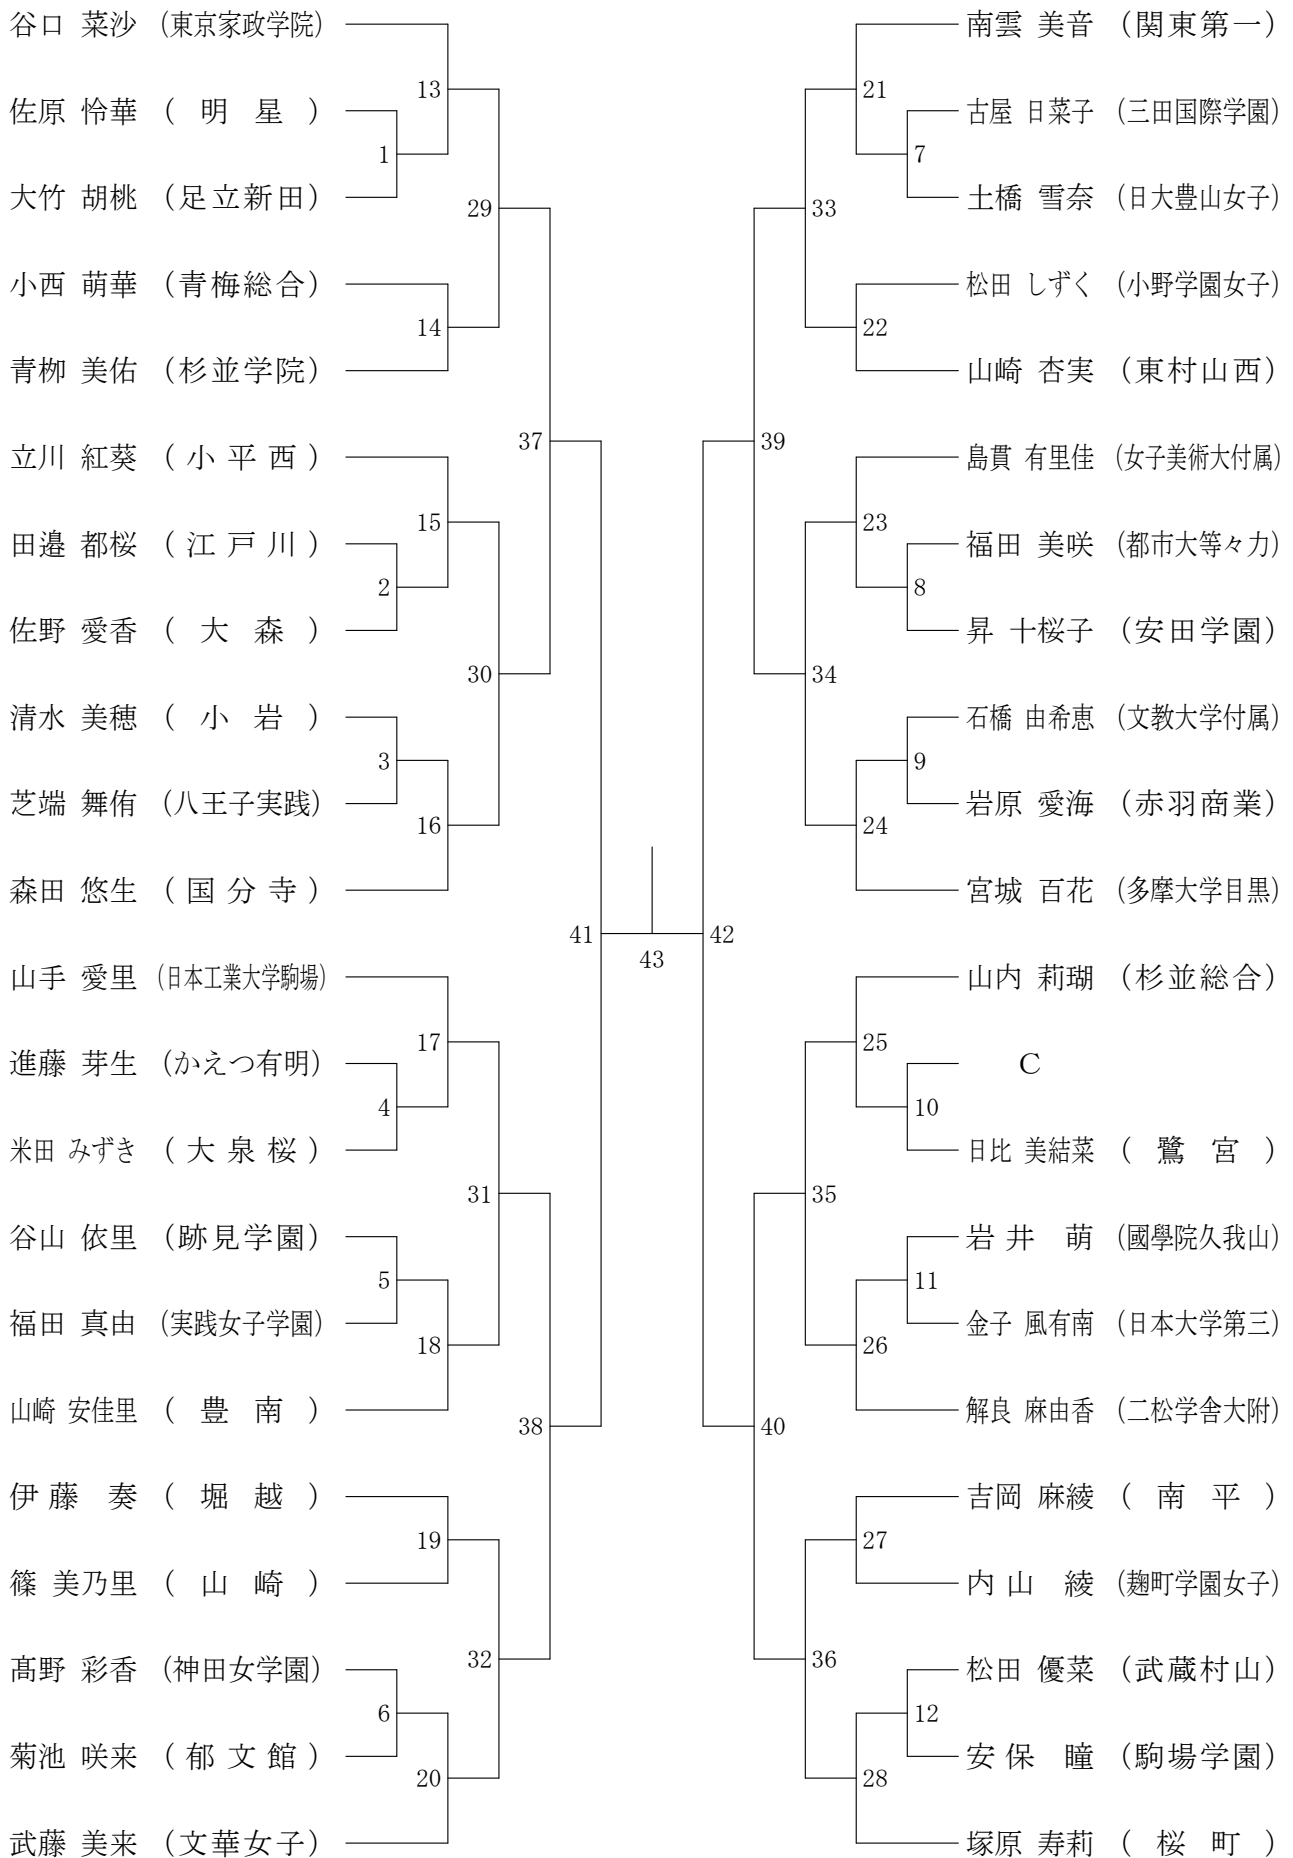 谷口 菜沙 (東京家政学院)
13
佐原 怜華 ( 明 星 )
1
大竹 胡桃 (足立新田)
29
小西 萌華 (青梅総合)
14
青栁 美佑 (杉並学院)
37
立川 紅葵 ( 小 平 西 )
15
田邉 都桜 ( 江 戸 川 )
2
佐野 愛香 ( 大 森 )
30
清水 美穂 ( 小 岩 )
3
芝端 舞侑 (八王子実践)
16
森田 悠生 ( 国 分 寺 )
41
山手 愛里 (日本工業大学駒場)
17
進藤 芽生 (かえつ有明)
4
米田 みずき ( 大 泉 桜 )
31
谷山 依里 (跡見学園)
5
福田 真由 (実践女子学園)
18
山崎 安佳里 ( 豊 南 )
38
伊 藤 奏 ( 堀 越 )
19
篠 美乃里 ( 山 崎 )
32
髙野 彩香 (神田女学園)
6
菊池 咲来 ( 郁 文 館 )
20
武藤 美来 (文華女子)
43
南雲 美音 (関東第一)
21
古屋 日菜子 (三田国際学園)
7
土橋 雪奈 (日大豊山女子)
33
松田 しずく (小野学園女子)
22
山崎 杏実 (東村山西)
39
島貫 有里佳 (女子美術大付属)
23
福田 美咲 (都市大等々力)
8
昇 十桜子 (安田学園)
34
石橋 由希恵 (文教大学付属)
9
岩原 愛海 (赤羽商業)
24
宮城 百花 (多摩大学目黒)
42
山内 莉瑚 (杉並総合)
25
C
10
日比 美結菜 ( 鷺 宮 )
35
岩 井 萌 (國學院久我山)
11
金子 風有南 (日本大学第三)
26
解良 麻由香 (二松学舎大附)
40
吉岡 麻綾 ( 南 平 )
27
内 山 綾 (麹町学園女子)
36
松田 優菜 (武蔵村山)
12
安 保 瞳 (駒場学園)
28
塚原 寿莉 ( 桜 町 )